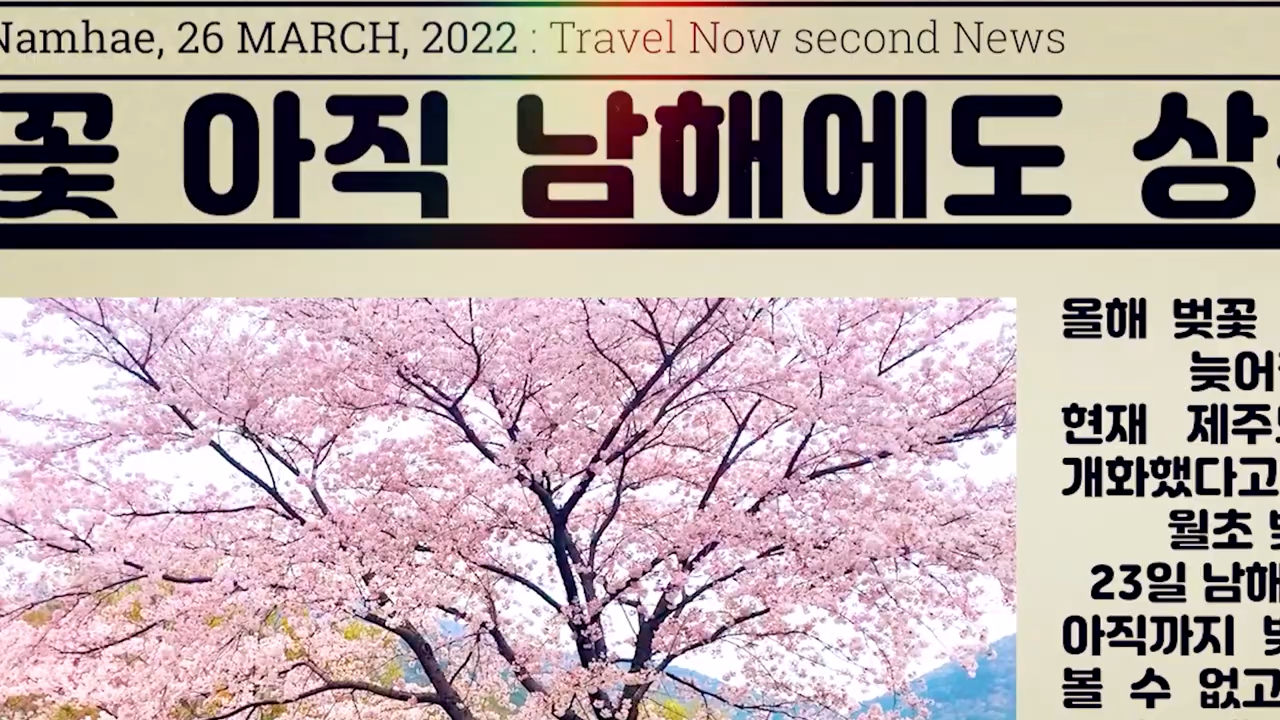 Namhae, 26 MARCH, 2022 : Travel Now second News
꽃 아직 남해에도
올해 벚꽃
늦어
현재 제주
개화했다고
월초
23일 남해
아직까지
볼 수 없고